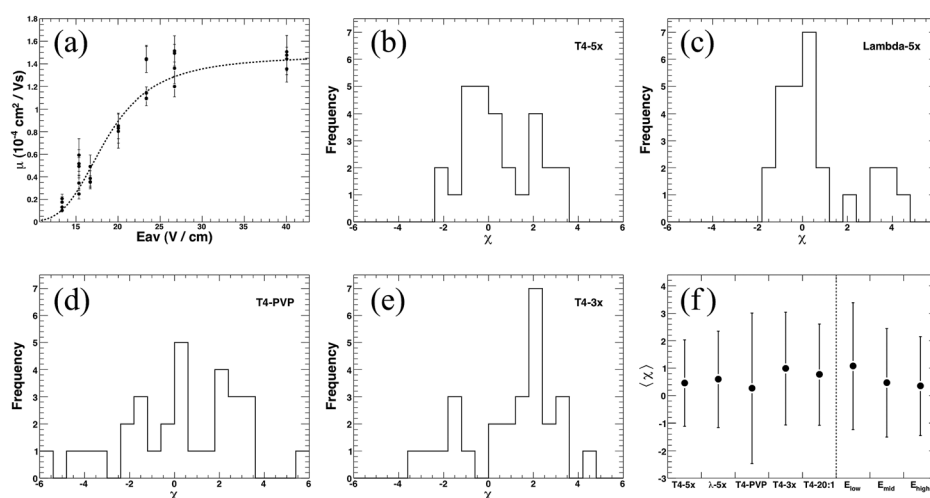 (a)
μ (10⁻⁴ cm² / Vs)
1.8
1.6
1.4
1.2
1
0.8
0.6
0.4
0.2
0
15 20 25 30 35 40
Eav (V / cm)
(b)
T4-5x
Frequency
7
6
5
4
3
2
1
0
-6 -4 -2 0 2 4 6
χ
(c)
Lambda-5x
Frequency
7
6
5
4
3
2
1
0
-6 -4 -2 0 2 4 6
χ
(d)
T4-PVP
Frequency
7
6
5
4
3
2
1
0
-6 -4 -2 0 2 4 6
χ
(e)
T4-3x
Frequency
7
6
5
4
3
2
1
0
-6 -4 -2 0 2 4 6
χ
(f)
⟨χ⟩
4
3
2
1
0
-1
-2
-3
T4-5x λ-5x T4-PVP T4-3x T4-20:1 E_low E_mid E_high